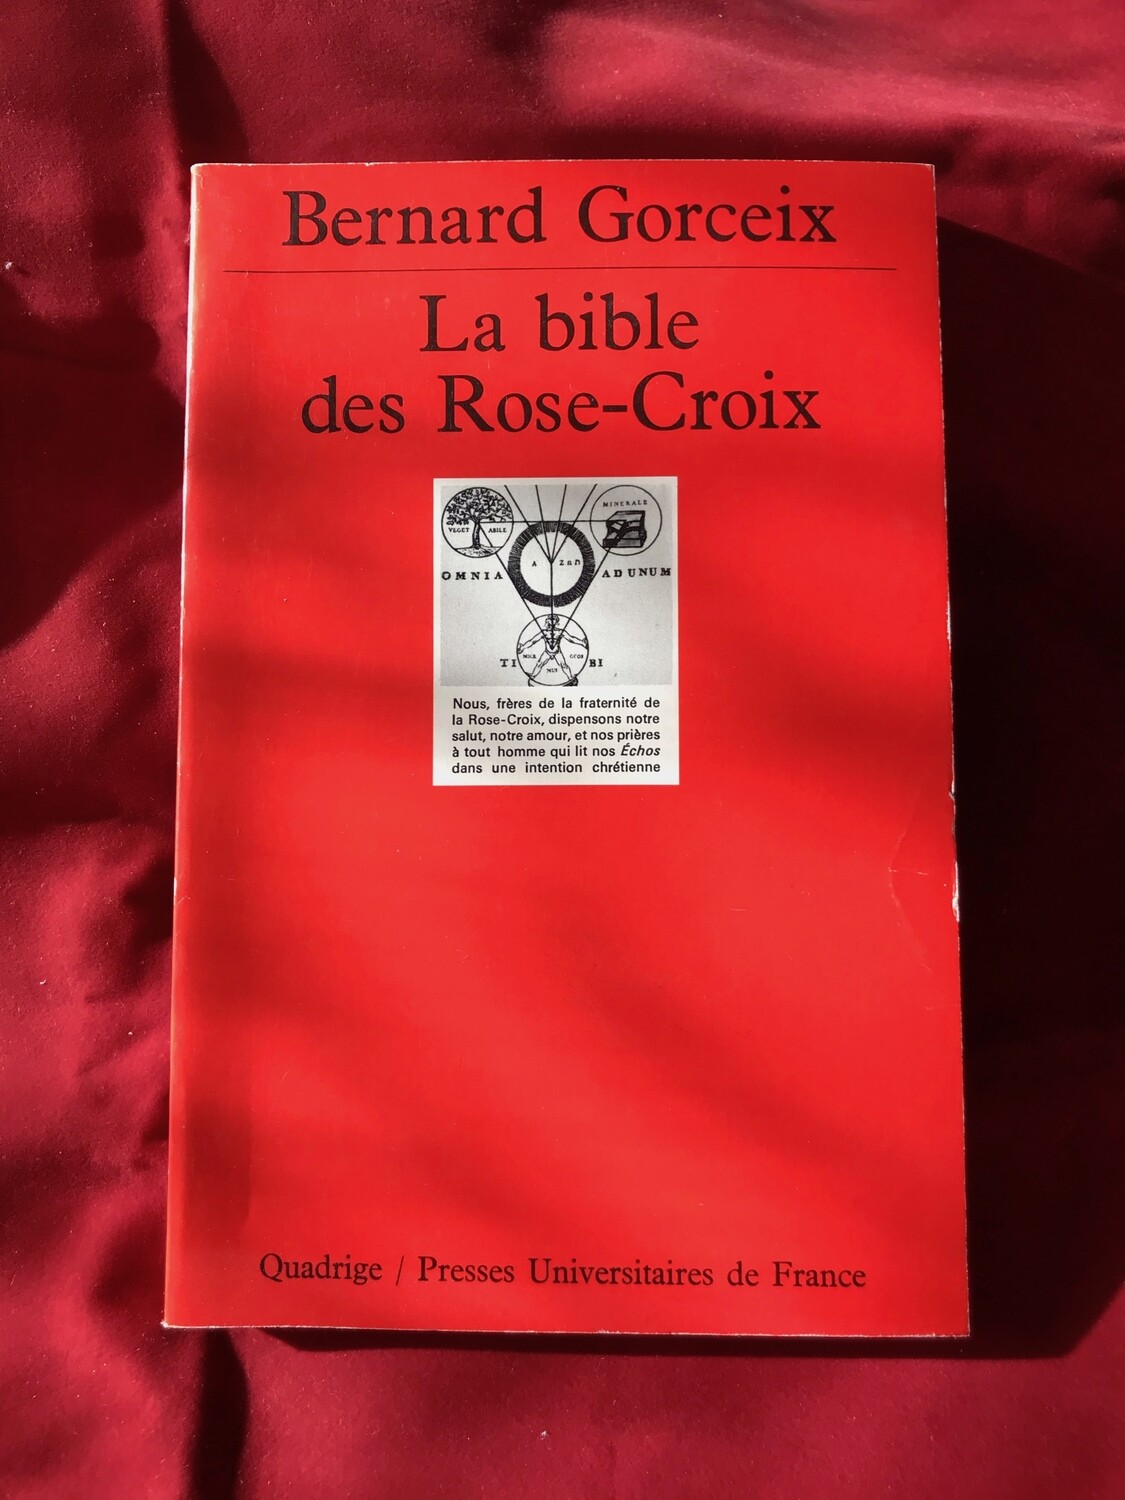 Bernard Gorceix
La bible
des Rose-Croix
VEGET ABILE
MINERALE
A
OMNIA
AD UNUM
TI BI
Nous, frères de la fraternité de
la Rose-Croix, dispensons notre
salut, notre amour, et nos prières
à tout homme qui lit nos Échos
dans une intention chrétienne
Quadrige / Presses Universitaires de France